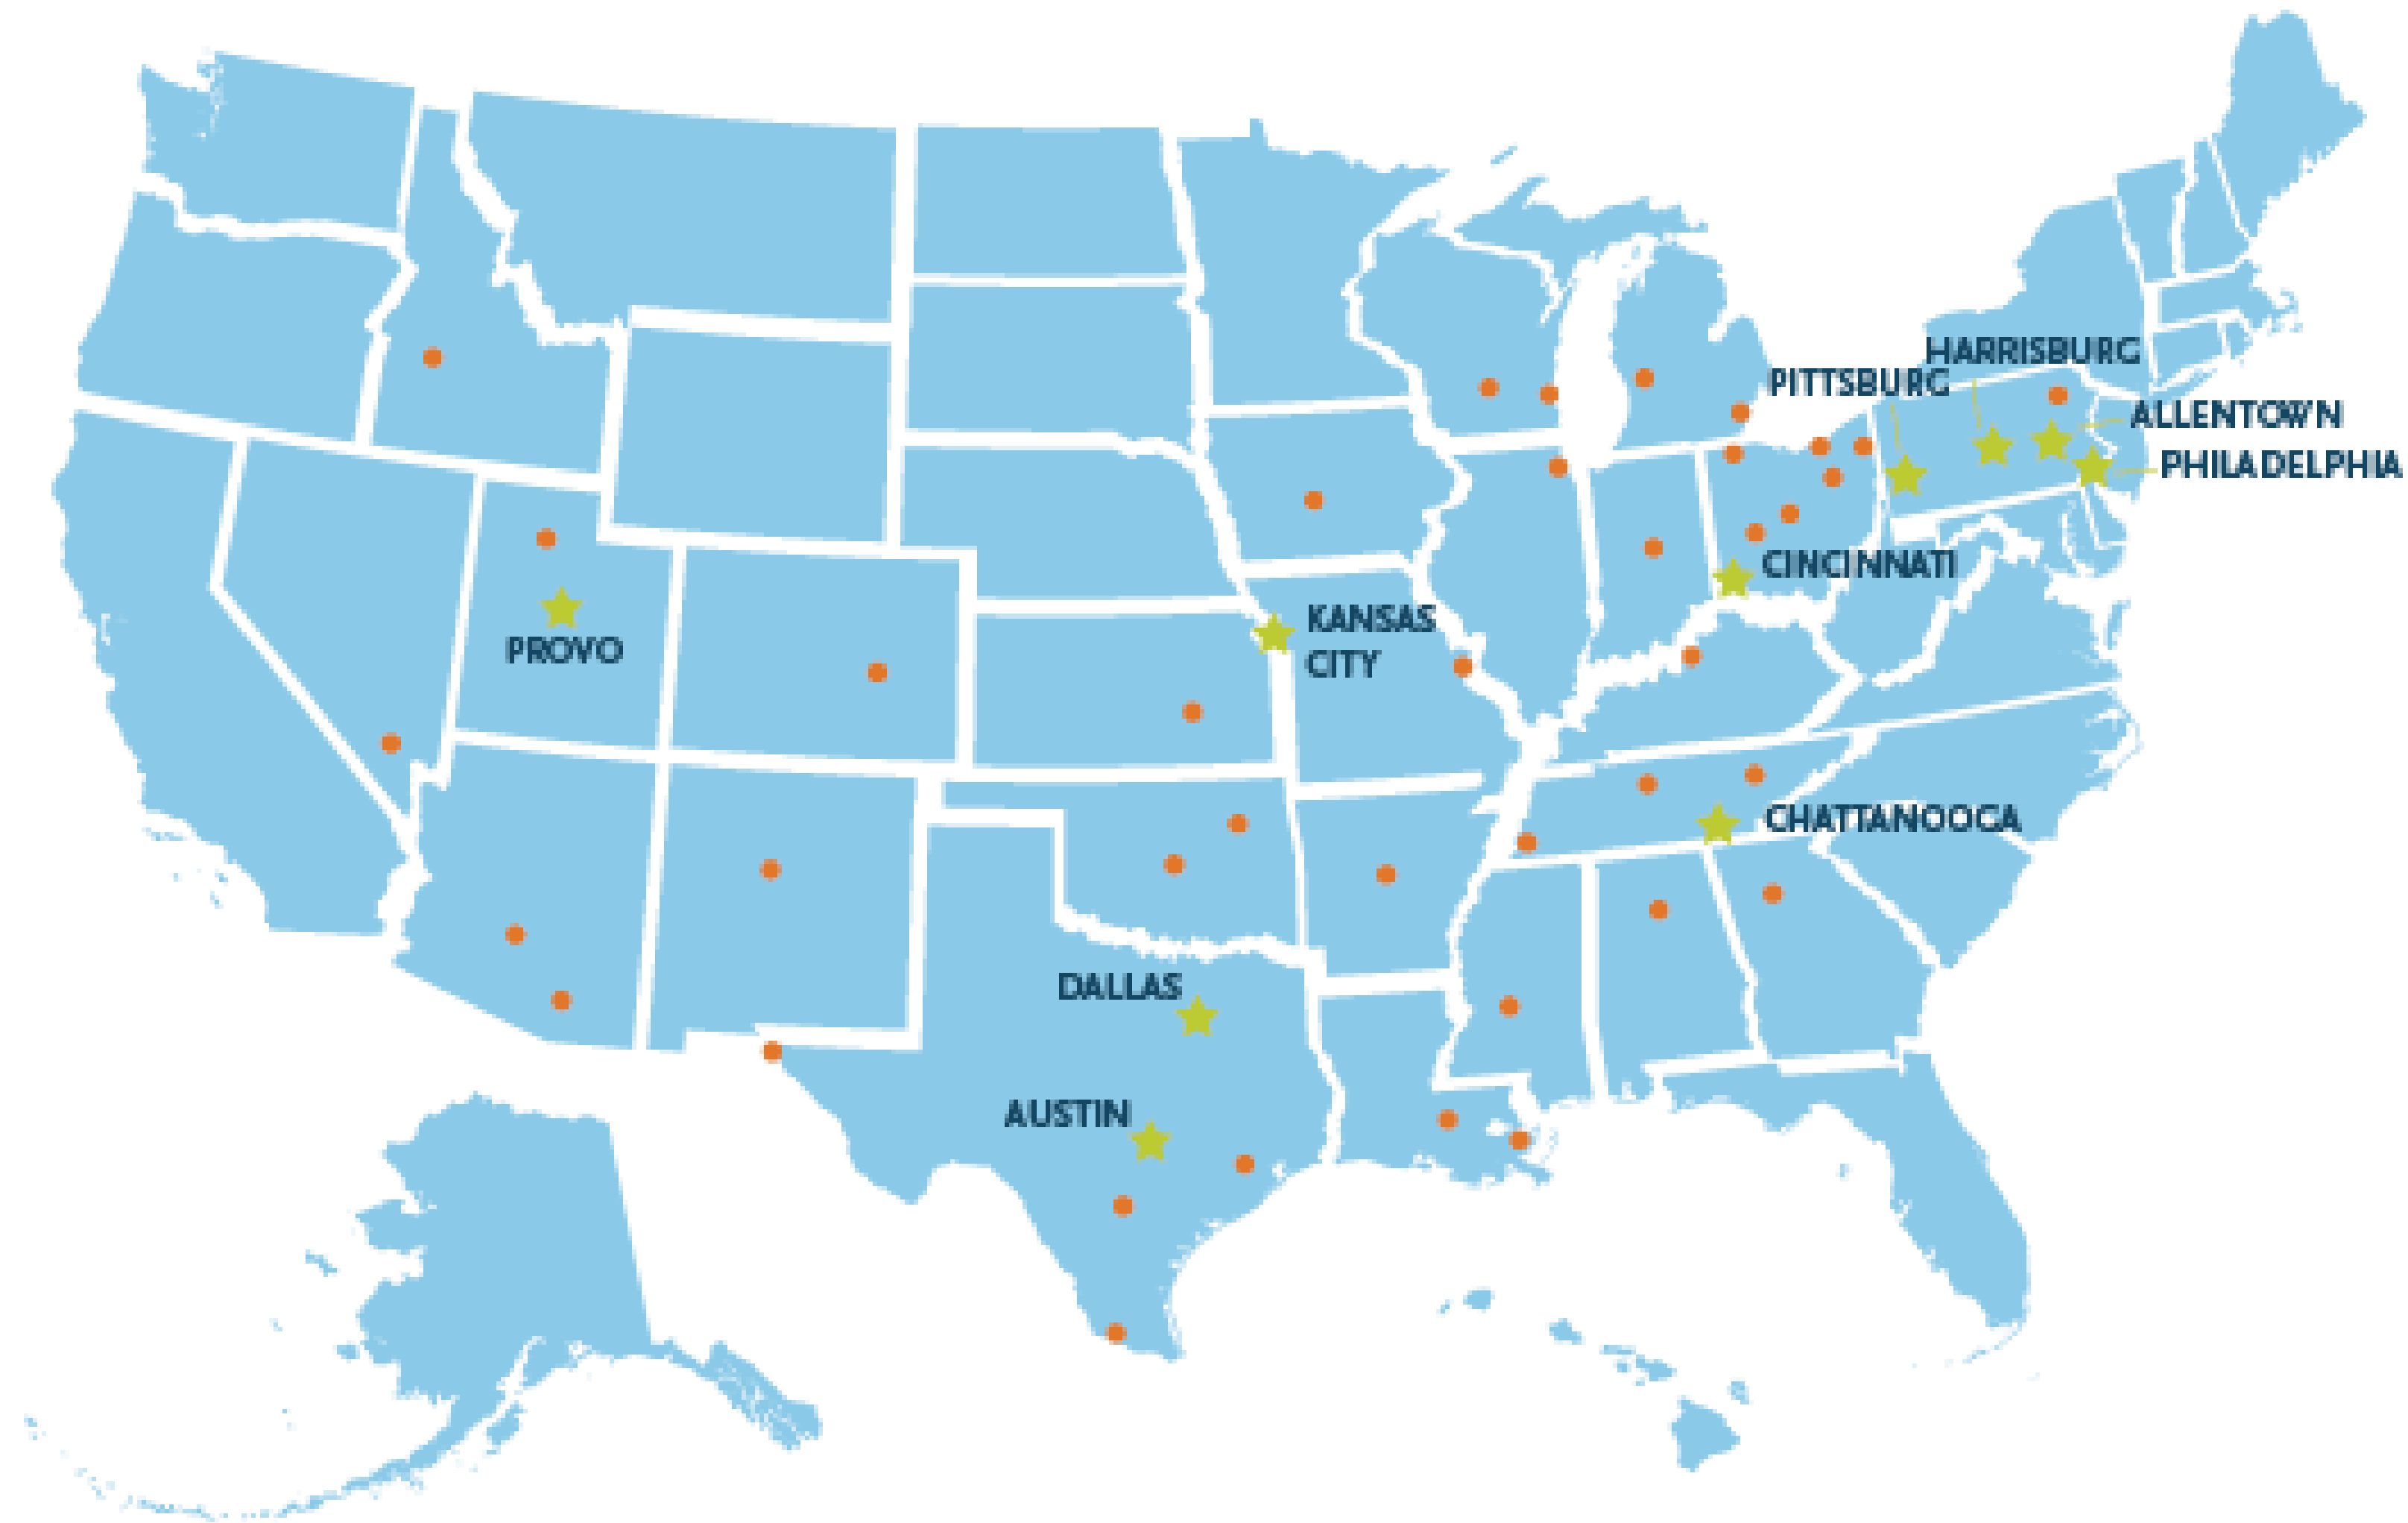 HARRISBURG
PITTSBURG
ALLENTOWN
PHILADELPHIA
CINCINNATI
KANSAS
CITY
PROVO
CHATTANOOGA
DALLAS
AUSTIN